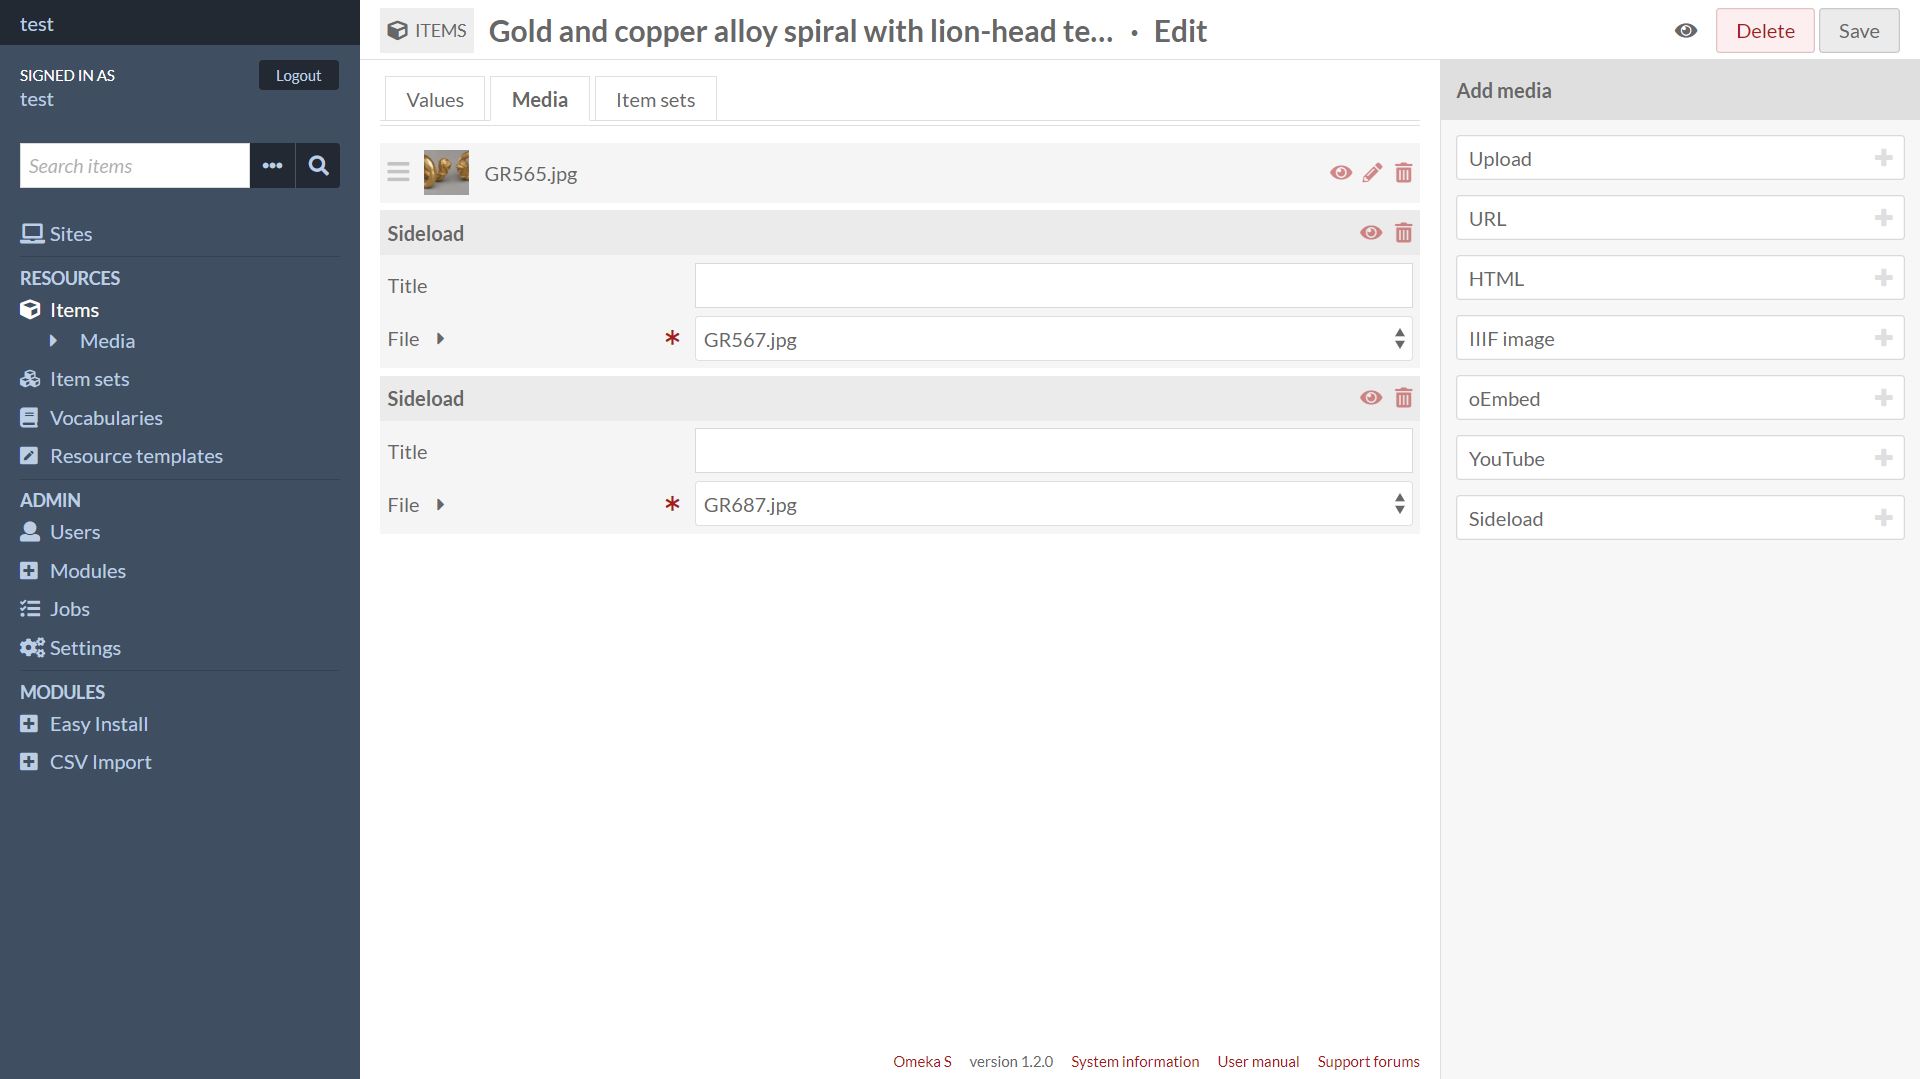 test
SIGNED IN AS
test
Logout
Search items
Sites
RESOURCES
Items
Media
Item sets
Vocabularies
Resource templates
ADMIN
Users
Modules
Jobs
Settings
MODULES
Easy Install
CSV Import
ITEMS Gold and copper alloy spiral with lion-head te... · Edit
Delete
Save
Values
Media
Item sets
GR565.jpg
Sideload
Title
File * GR567.jpg
Sideload
Title
File * GR687.jpg
Add media
Upload
URL
HTML
IIIF image
oEmbed
YouTube
Sideload
Omeka S version 1.2.0 System information User manual Support forums